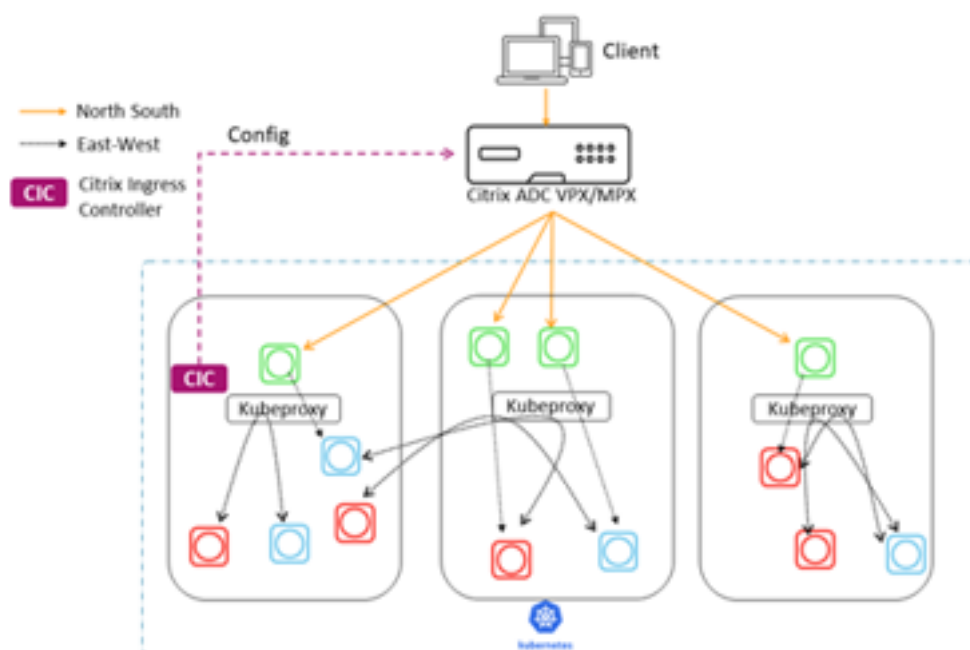 Client
North South
East-West
Config
CIC
Citrix Ingress
Controller
Citrix ADC VPX/MPX
CIC
Kubeproxy
Kubeproxy
Kubeproxy
kubernetes